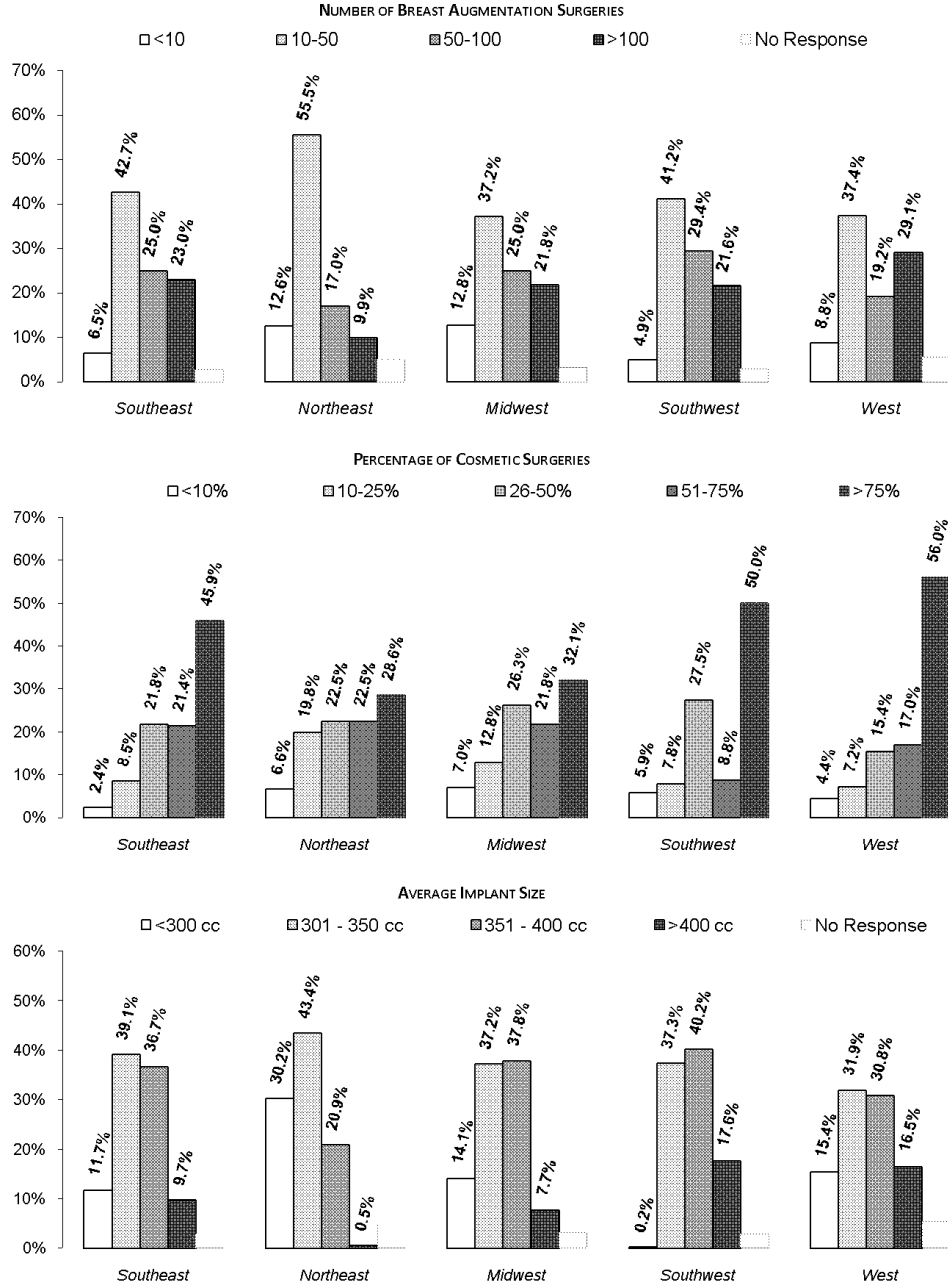 NUMBER OF BREAST AUGMENTATION SURGERIES
<10 10-50 50-100 >100 No Response
70%
60%
50%
40%
30%
20%
10%
0%
6.5% 42.7% 25.0% 23.0%
12.6% 55.5% 17.0% 9.9%
12.8% 37.2% 25.0% 21.8%
4.9% 41.2% 29.4% 21.6%
8.8% 37.4% 19.2% 29.1%
Southeast Northeast Midwest Southwest West
PERCENTAGE OF COSMETIC SURGERIES
<10% 10-25% 26-50% 51-75% >75%
70%
60%
50%
40%
30%
20%
10%
0%
2.4% 8.5% 21.8% 21.4% 45.9%
6.6% 19.8% 22.5% 22.5% 28.6%
7.0% 12.8% 26.3% 21.8% 32.1%
5.9% 7.8% 27.5% 8.8% 50.0%
4.4% 7.2% 15.4% 17.0% 56.0%
Southeast Northeast Midwest Southwest West
AVERAGE IMPLANT SIZE
<300 cc 301 - 350 cc 351 - 400 cc >400 cc No Response
60%
50%
40%
30%
20%
10%
0%
11.7% 39.1% 36.7% 9.7%
30.2% 43.4% 20.9% 0.5%
14.1% 37.2% 37.8% 7.7%
0.2% 37.3% 40.2% 17.6%
15.4% 31.9% 30.8% 16.5%
Southeast Northeast Midwest Southwest West